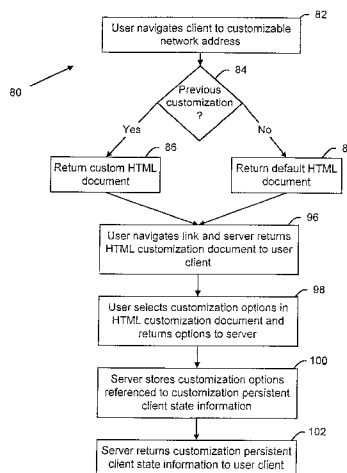 82
User navigates client to customizable
network address
80
84
Previous
customization
?
Yes
No
86
Return custom HTML
document
Return default HTML
document
96
User navigates link and server returns
HTML customization document to user
client
98
User selects customization options in
HTML customization document and
returns options to server
100
Server stores customization options
referenced to customization persistent
client state information
102
Server returns customization persistent
client state information to user client